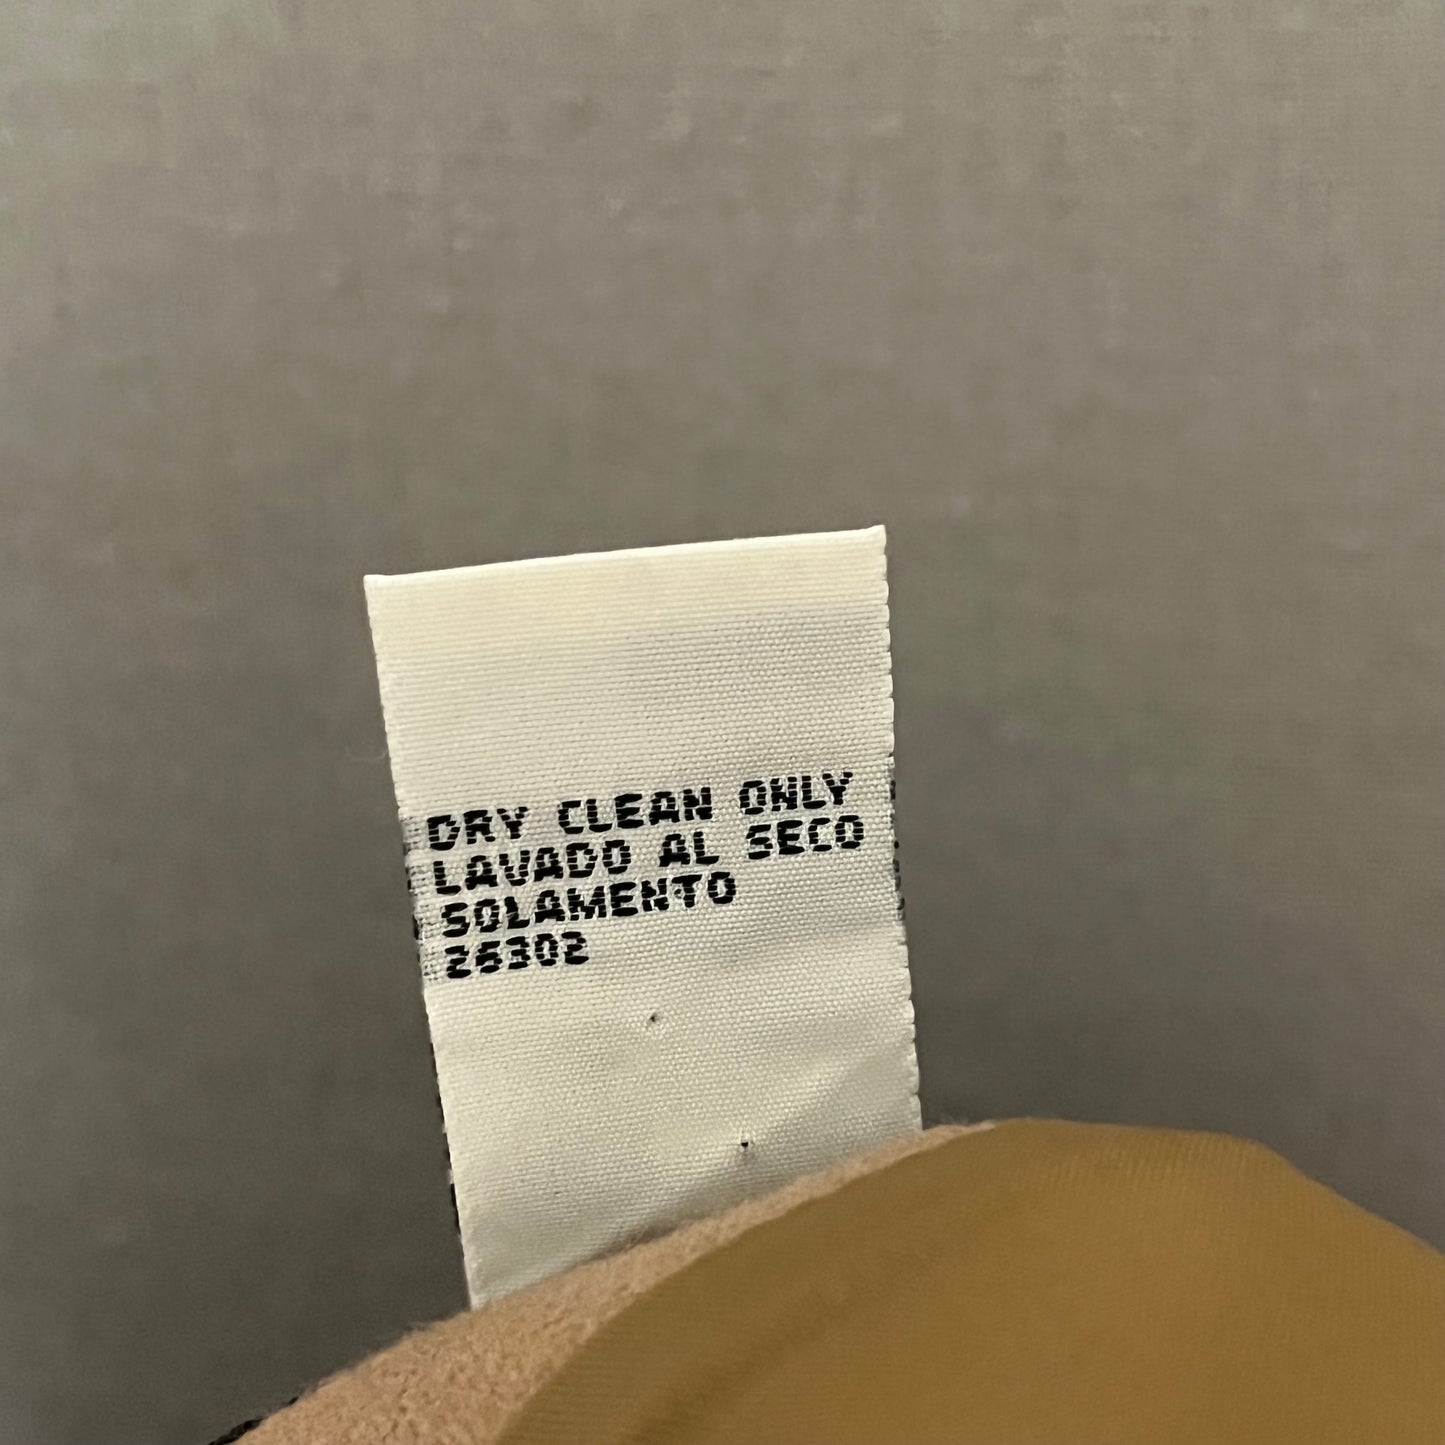 DRY CLEAN ONLY
LAVADO AL SECO
SOLAMENTO
26302